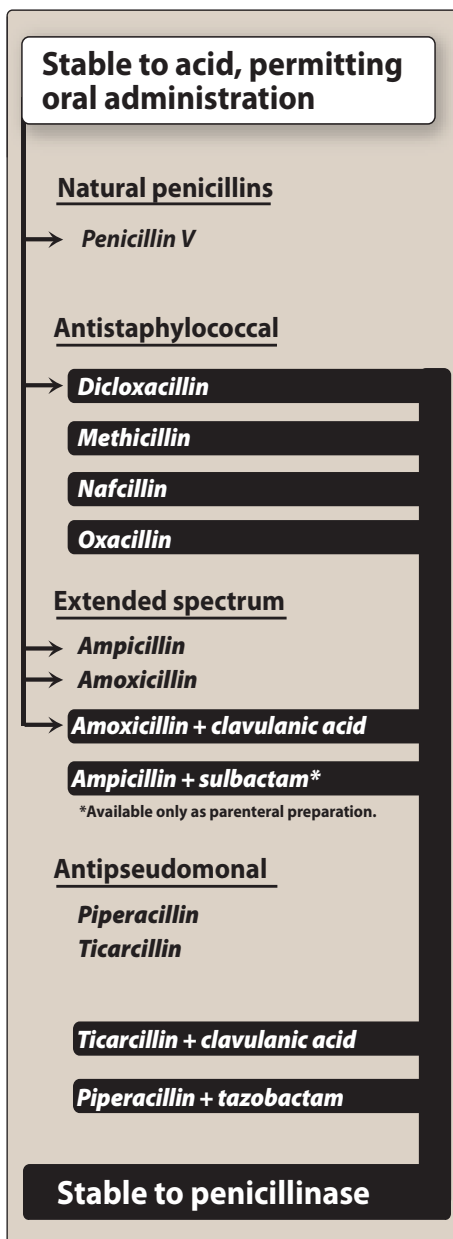 Stable to acid, permitting
oral administration
Natural penicillins
Penicillin V
Antistaphylococcal
Dicloxacillin
Methicillin
Nafcillin
Oxacillin
Extended spectrum
Ampicillin
Amoxicillin
Amoxicillin + clavulanic acid
Ampicillin + sulbactam*
*Available only as parenteral preparation.
Antipseudomonal
Piperacillin
Ticarcillin
Ticarcillin + clavulanic acid
Piperacillin + tazobactam
Stable to penicillinase